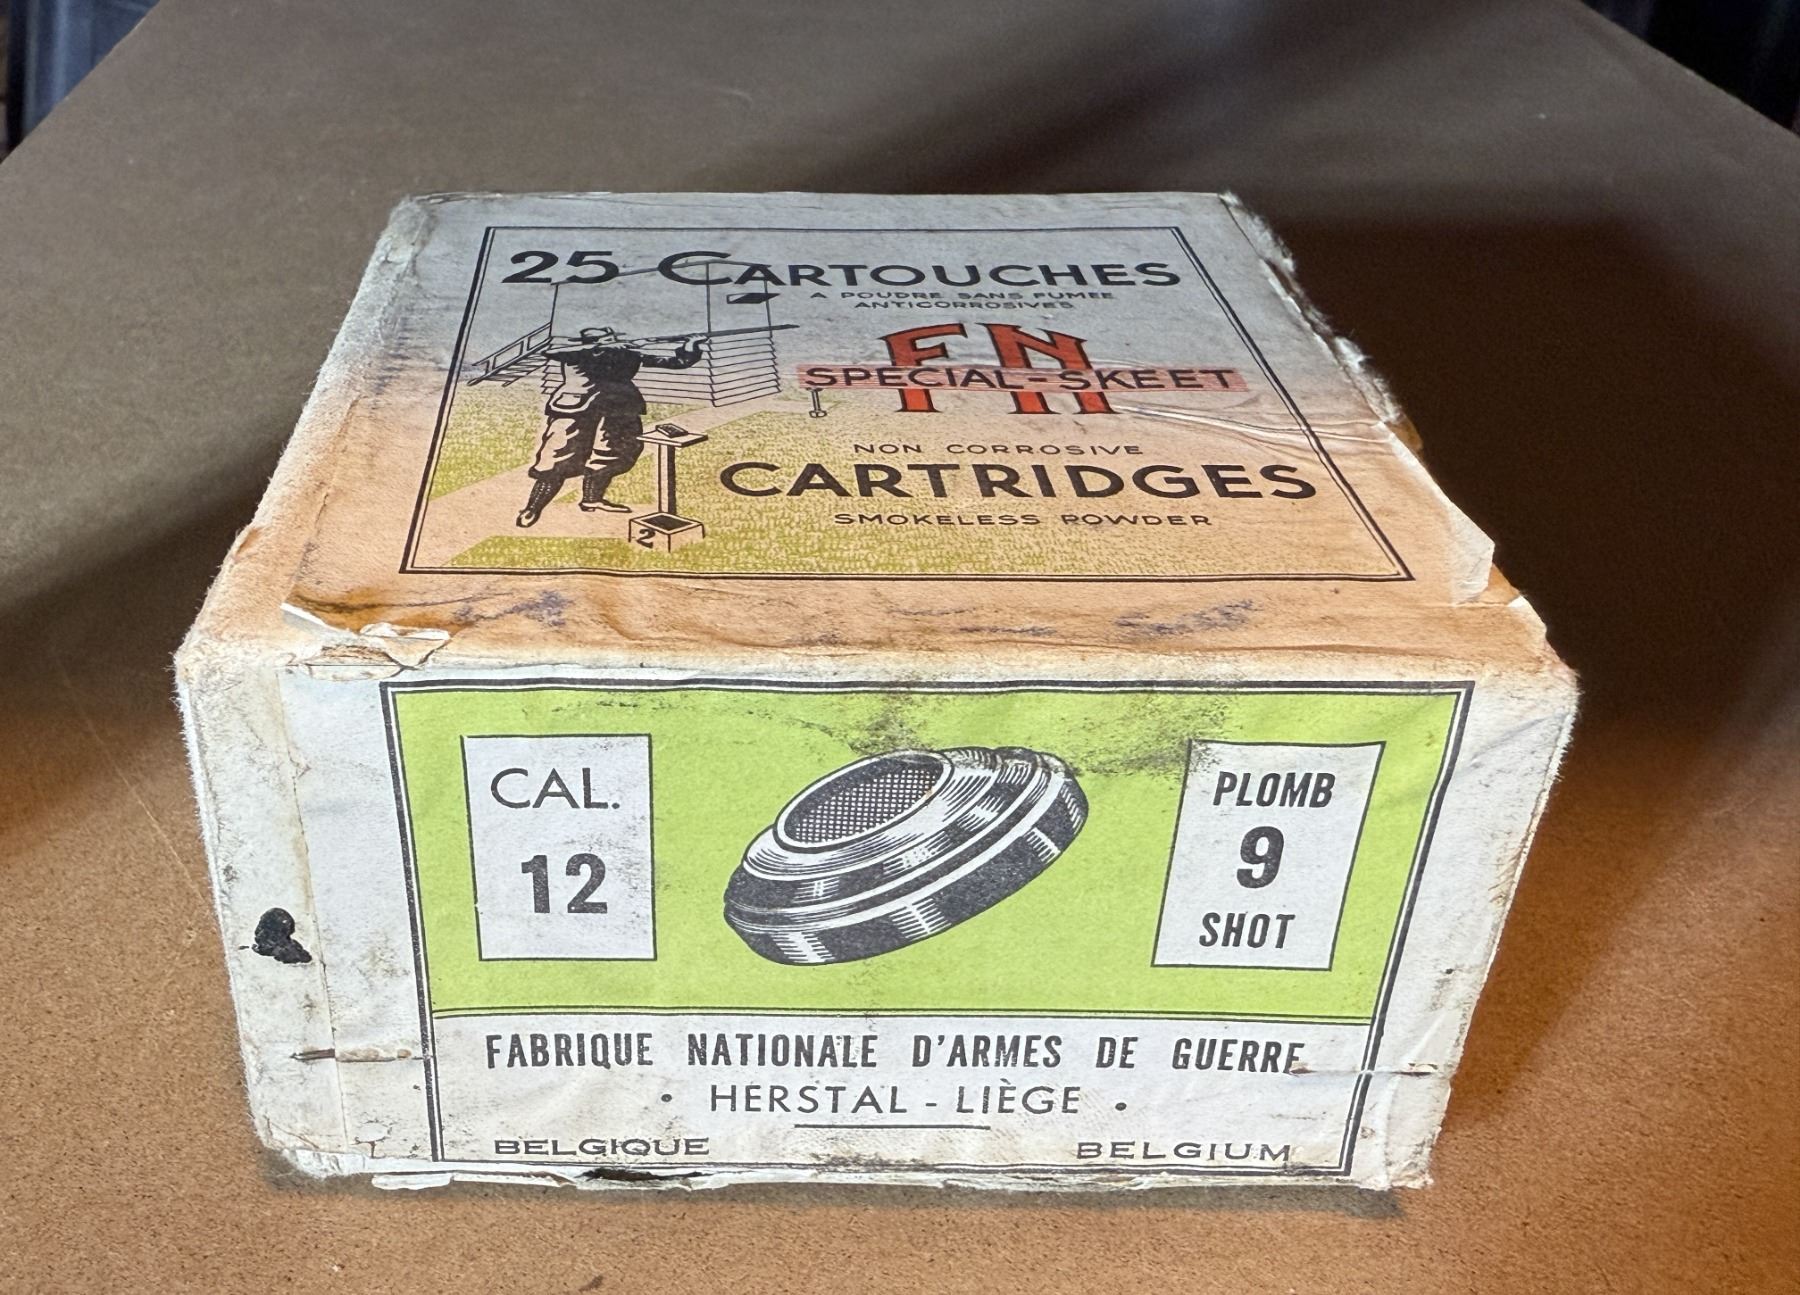 25 CARTOUCHES
A POUDRE SANS FUMEE
ANTICORROSIVES
FN
SPECIAL-SKEET
NON CORROSIVE
CARTRIDGES
SMOKELESS POWDER
2
CAL.
12
PLOMB
9
SHOT
FABRIQUE NATIONALE D'ARMES DE GUERRE
• HERSTAL - LIÈGE •
BELGIQUE BELGIUM